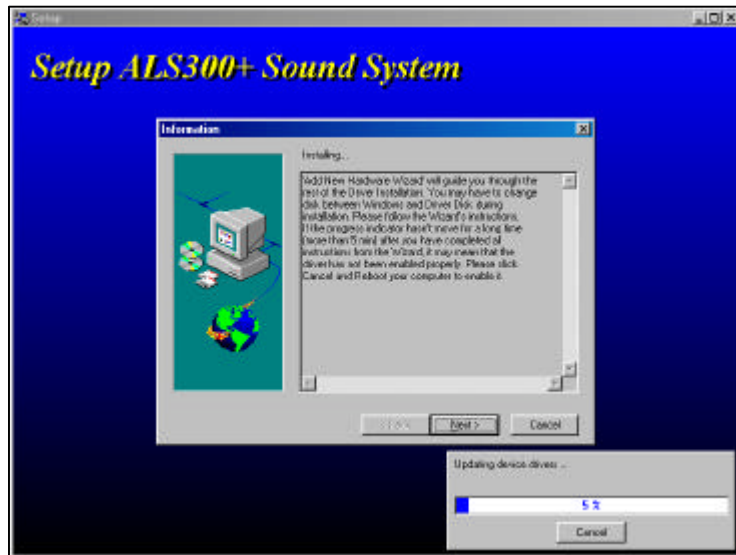 Setup
Setup ALS300+ Sound System
Information
Installing...
'Add New Hardware Wizard' will guide you through the
rest of the Driver Installation. You may have to change
disk between Windows and Driver Disk during
installation. Please follow the Wizard's instructions.
If the progress indicator hasn't move for a long time
(more than 5 min) after you have completed all
instructions from the 'wizard, it may mean that the
driver has not been enabled properly. Please click
Cancel and Reboot your computer to enable it.
Next >
Cancel
Updating device drivers ...
5 %
Cancel